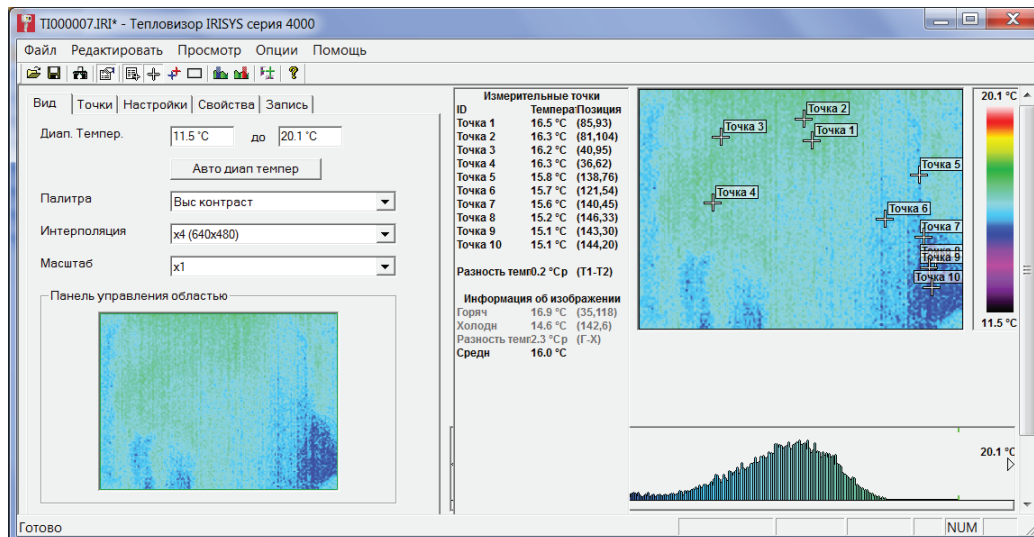 TI000007.IRI* - Тепловизор IRISYS серия 4000
Файл Редактировать Просмотр Опции Помощь
Вид Точки Настройки Свойства Запись
Диап. Темпер. 11.5 °C до 20.1 °C
Авто диап темпер
Палитра Выс контраст
Интерполяция x4 (640x480)
Масштаб x1
Панель управления областью
Измерительные точки
ID Темпера Позиция
Точка 1 16.5 °C (85,93)
Точка 2 16.3 °C (81,104)
Точка 3 16.2 °C (40,95)
Точка 4 16.3 °C (36,62)
Точка 5 15.8 °C (138,76)
Точка 6 15.7 °C (121,54)
Точка 7 15.6 °C (140,45)
Точка 8 15.2 °C (146,33)
Точка 9 15.1 °C (143,30)
Точка 10 15.1 °C (144,20)
Разность темп0.2 °Cр (T1-T2)
Информация об изображении
Горяч 16.9 °C (35,118)
Холодн 14.6 °C (142,6)
Разность темп2.3 °Cр (Г-Х)
Средн 16.0 °C
Точка 2
Точка 3
Точка 1
Точка 5
Точка 4
Точка 6
Точка 7
Точка 8
Точка 9
Точка 10
20.1 °C
11.5 °C
20.1 °C
Готово
NUM